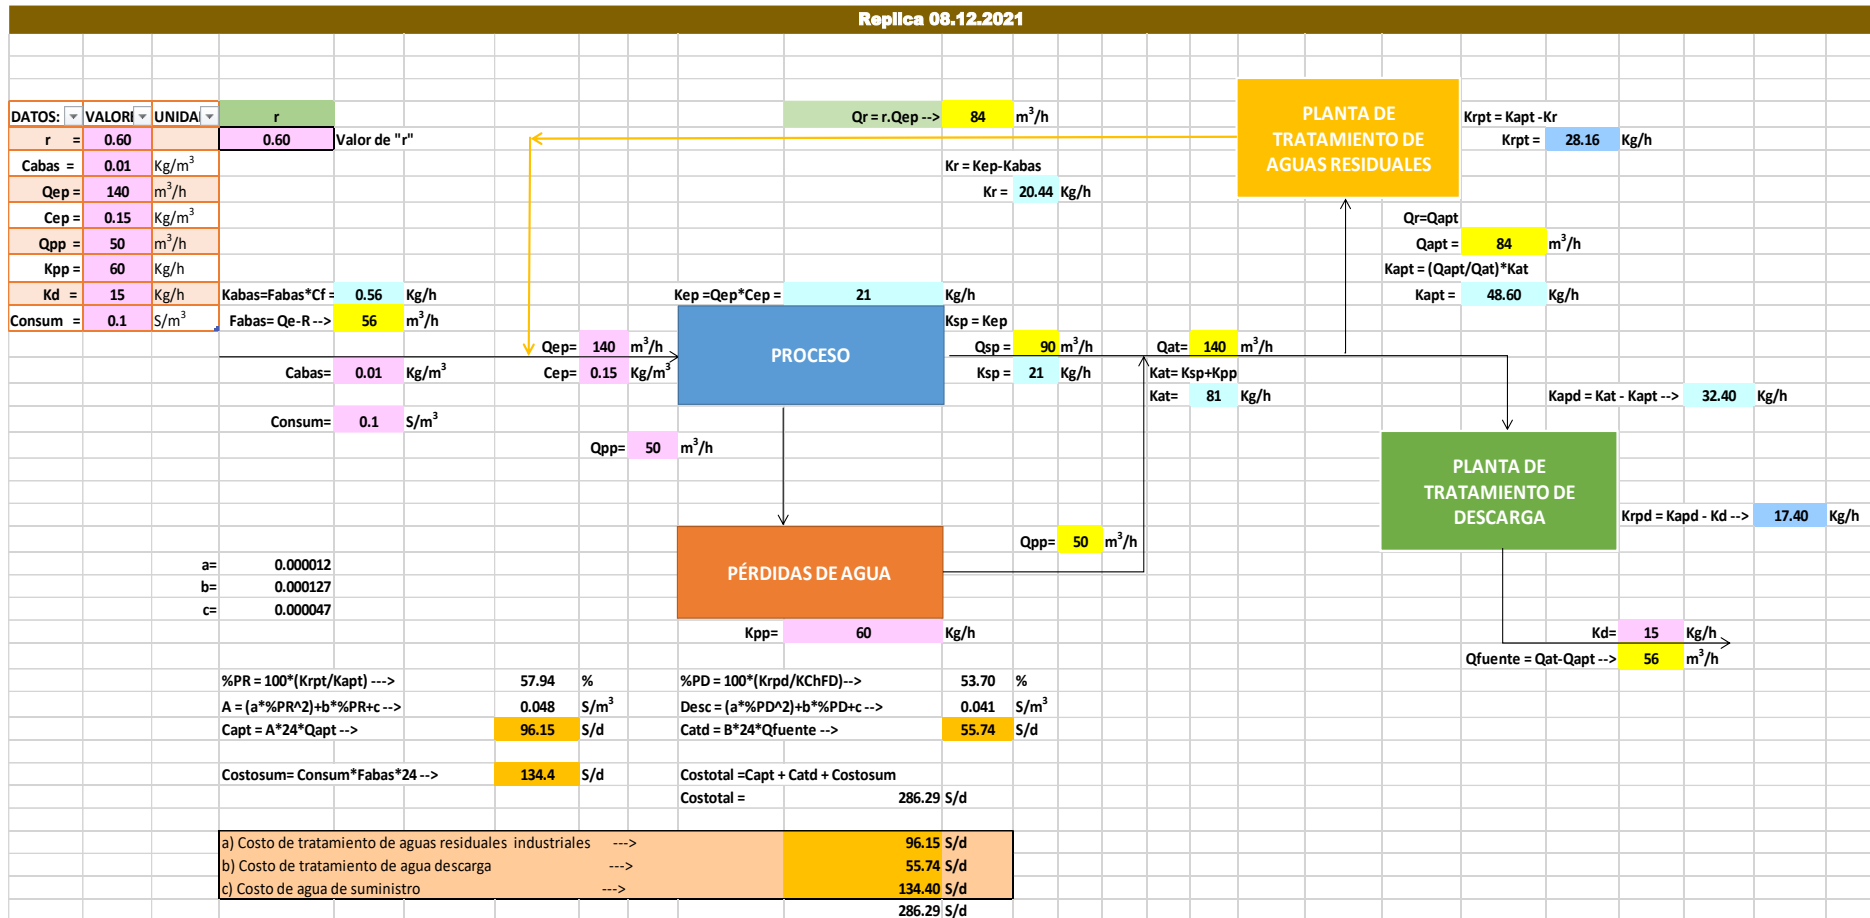 Replica 08.12.2021
DATOS: VALORI UNIDA r
Qr = r.Qep --> 84 m³/h
PLANTA DE
TRATAMIENTO DE
AGUAS RESIDUALES
Krpt = Kapt -Kr
r = 0.60 0.60 Valor de "r"
Krpt = 28.16 Kg/h
Cabas = 0.01 Kg/m³
Kr = Kep-Kabas
Qep = 140 m³/h
Kr = 20.44 Kg/h
Cep = 0.15 Kg/m³
Qr=Qapt
Qpp = 50 m³/h
Qapt = 84 m³/h
Kpp = 60 Kg/h
Kapt = (Qapt/Qat)*Kat
Kd = 15 Kg/h
Kabas=Fabas*Cf = 0.56 Kg/h
Kep =Qep*Cep = 21 Kg/h
Kapt = 48.60 Kg/h
Consum = 0.1 S/m³
Fabas= Qe-R --> 56 m³/h
Ksp = Kep
Qep= 140 m³/h
PROCESO
Qsp = 90 m³/h
Qat= 140 m³/h
Cabas= 0.01 Kg/m³
Cep= 0.15 Kg/m³
Ksp = 21 Kg/h
Kat= Ksp+Kpp
Kat= 81 Kg/h
Kapd = Kat - Kapt --> 32.40 Kg/h
Consum= 0.1 S/m³
Qpp= 50 m³/h
PLANTA DE
TRATAMIENTO DE
DESCARGA
Krpd = Kapd - Kd --> 17.40 Kg/h
Qpp= 50 m³/h
PÉRDIDAS DE AGUA
a= 0.000012
b= 0.000127
c= 0.000047
Kpp= 60 Kg/h
Kd= 15 Kg/h
Qfuente = Qat-Qapt --> 56 m³/h
%PR = 100*(Krpt/Kapt) ---> 57.94 %
%PD = 100*(Krpd/KChFD)--> 53.70 %
A = (a*%PR^2)+b*%PR+c --> 0.048 S/m³
Desc = (a*%PD^2)+b*%PD+c --> 0.041 S/m³
Capt = A*24*Qapt --> 96.15 S/d
Catd = B*24*Qfuente --> 55.74 S/d
Costosum= Consum*Fabas*24 --> 134.4 S/d
Costotal =Capt + Catd + Costosum
Costotal = 286.29 S/d
a) Costo de tratamiento de aguas residuales industriales ---> 96.15 S/d
b) Costo de tratamiento de agua descarga ---> 55.74 S/d
c) Costo de agua de suministro ---> 134.40 S/d
286.29 S/d